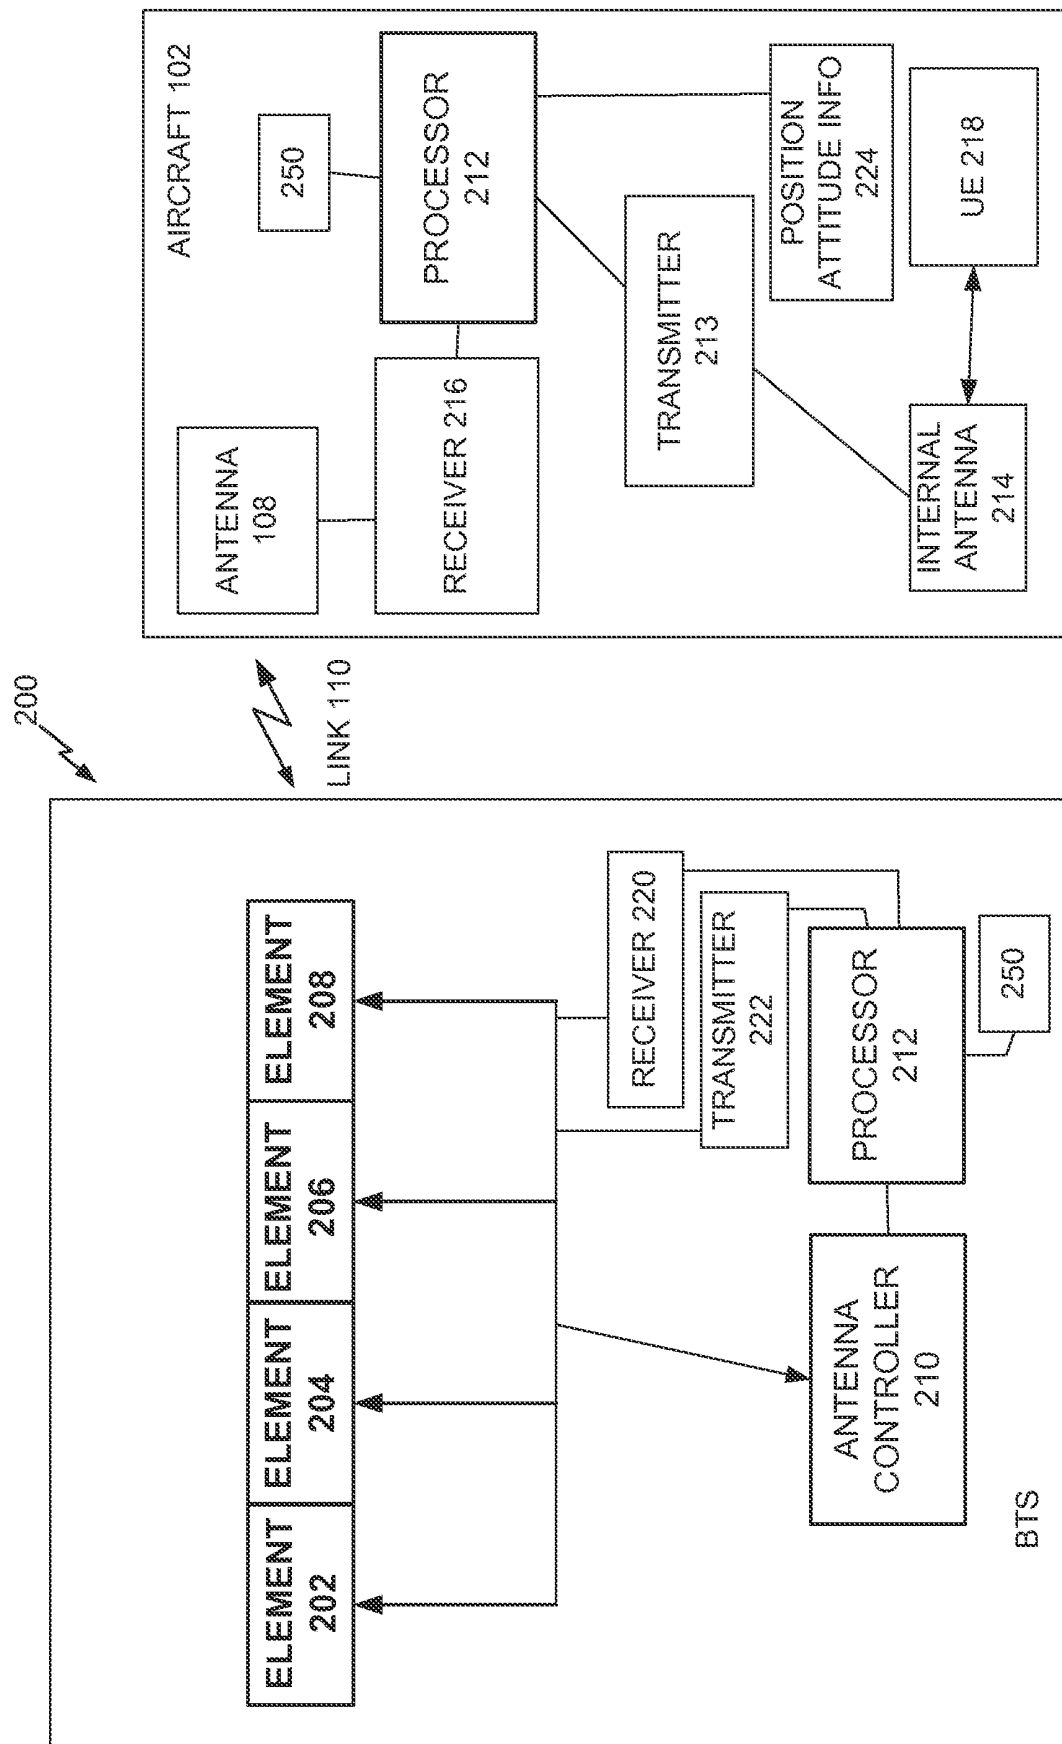 200
ELEMENT
202
ELEMENT
204
ELEMENT
206
ELEMENT
208
RECEIVER 220
TRANSMITTER
222
ANTENNA
CONTROLLER
210
PROCESSOR
212
250
BTS
LINK 110
AIRCRAFT 102
ANTENNA
108
250
RECEIVER 216
PROCESSOR
212
TRANSMITTER
213
POSITION
ATTITUDE INFO
224
INTERNAL
ANTENNA
214
UE 218